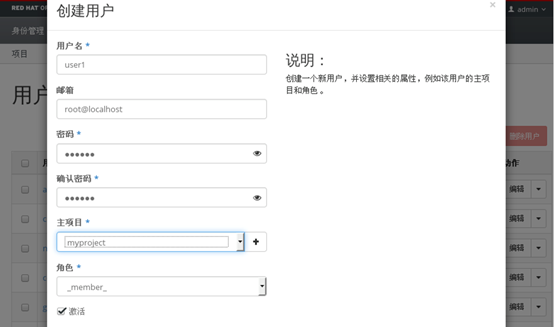 RED HAT O
admin
身份管理
项目
用户
创建用户
×
用户名 *
user1
邮箱
root@localhost
密码 *
••••••
确认密码 *
••••••
主项目 *
myproject
+
角色 *
_member_
激活
说明：
创建一个新用户，并设置相关的属性，例如该用户的主项
目和角色 。
删除用户
动作
编辑
编辑
编辑
编辑
编辑